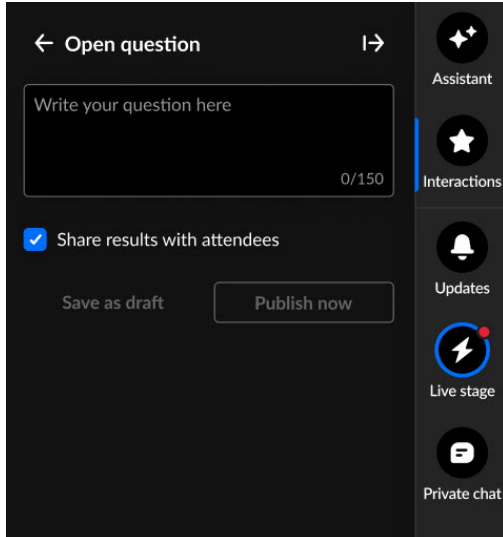 Open question
Write your question here
0/150
Share results with attendees
Save as draft
Publish now
Assistant
Interactions
Updates
Live stage
Private chat